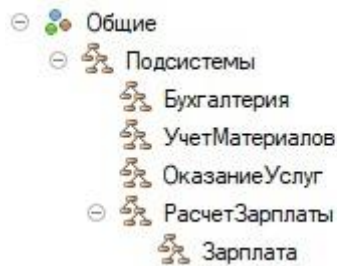 Общие
Подсистемы
Бухгалтерия
УчетМатериалов
ОказаниеУслуг
РасчетЗарплаты
Зарплата